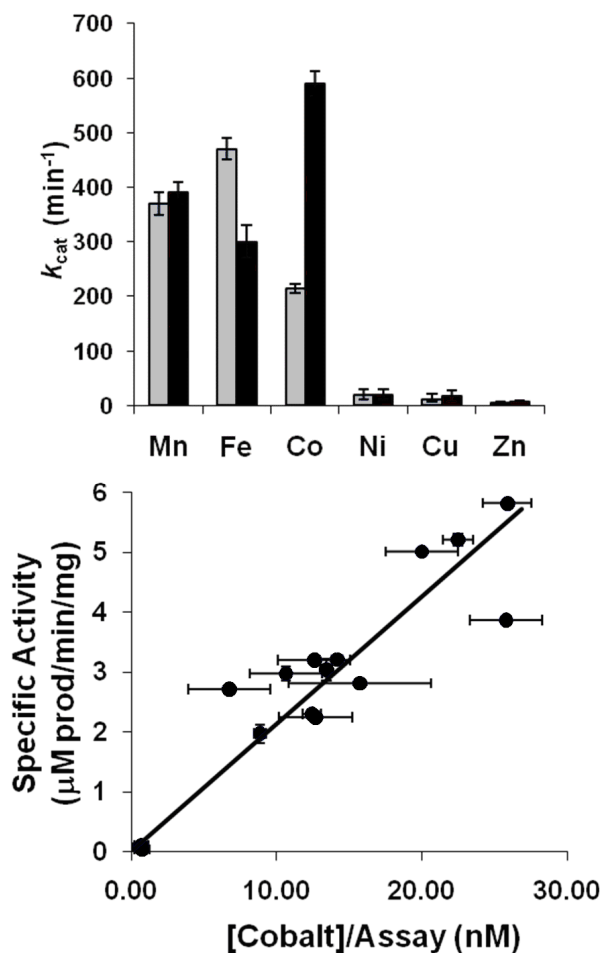 700
600
500
400
300
200
100
0
kcat (min⁻¹)
Mn Fe Co Ni Cu Zn
6
5
4
3
2
1
0
Specific Activity
(µM prod/min/mg)
0.00 10.00 20.00 30.00
[Cobalt]/Assay (nM)